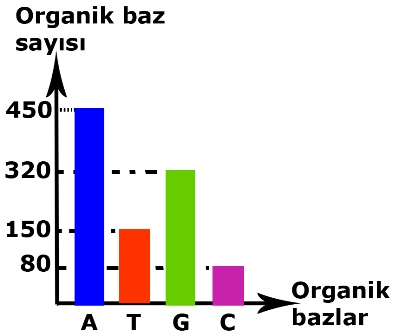 Organik baz
sayısı
450
320
150
80
A T G C
Organik
bazlar